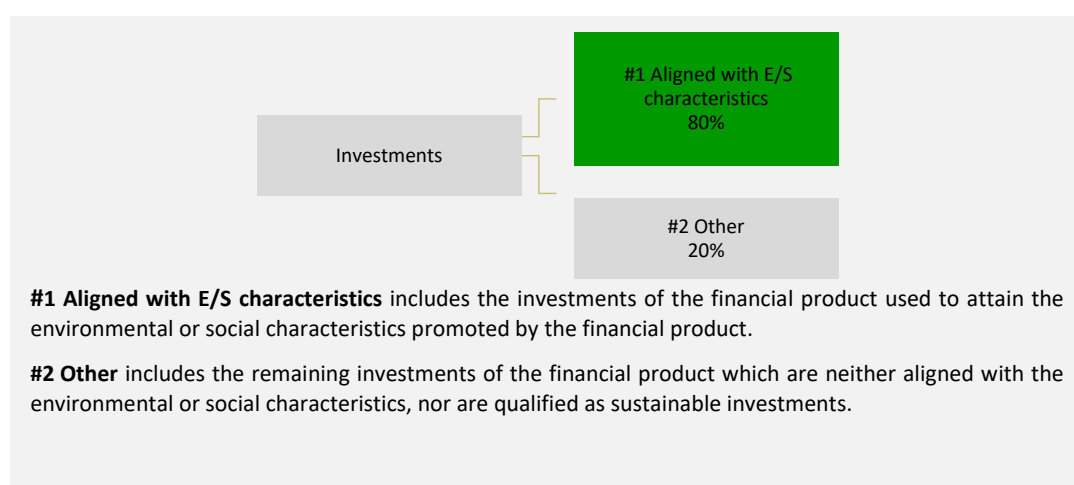 #1 Aligned with E/S
characteristics
80%
Investments
#2 Other
20%
#1 Aligned with E/S characteristics includes the investments of the financial product used to attain the
environmental or social characteristics promoted by the financial product.
#2 Other includes the remaining investments of the financial product which are neither aligned with the
environmental or social characteristics, nor are qualified as sustainable investments.